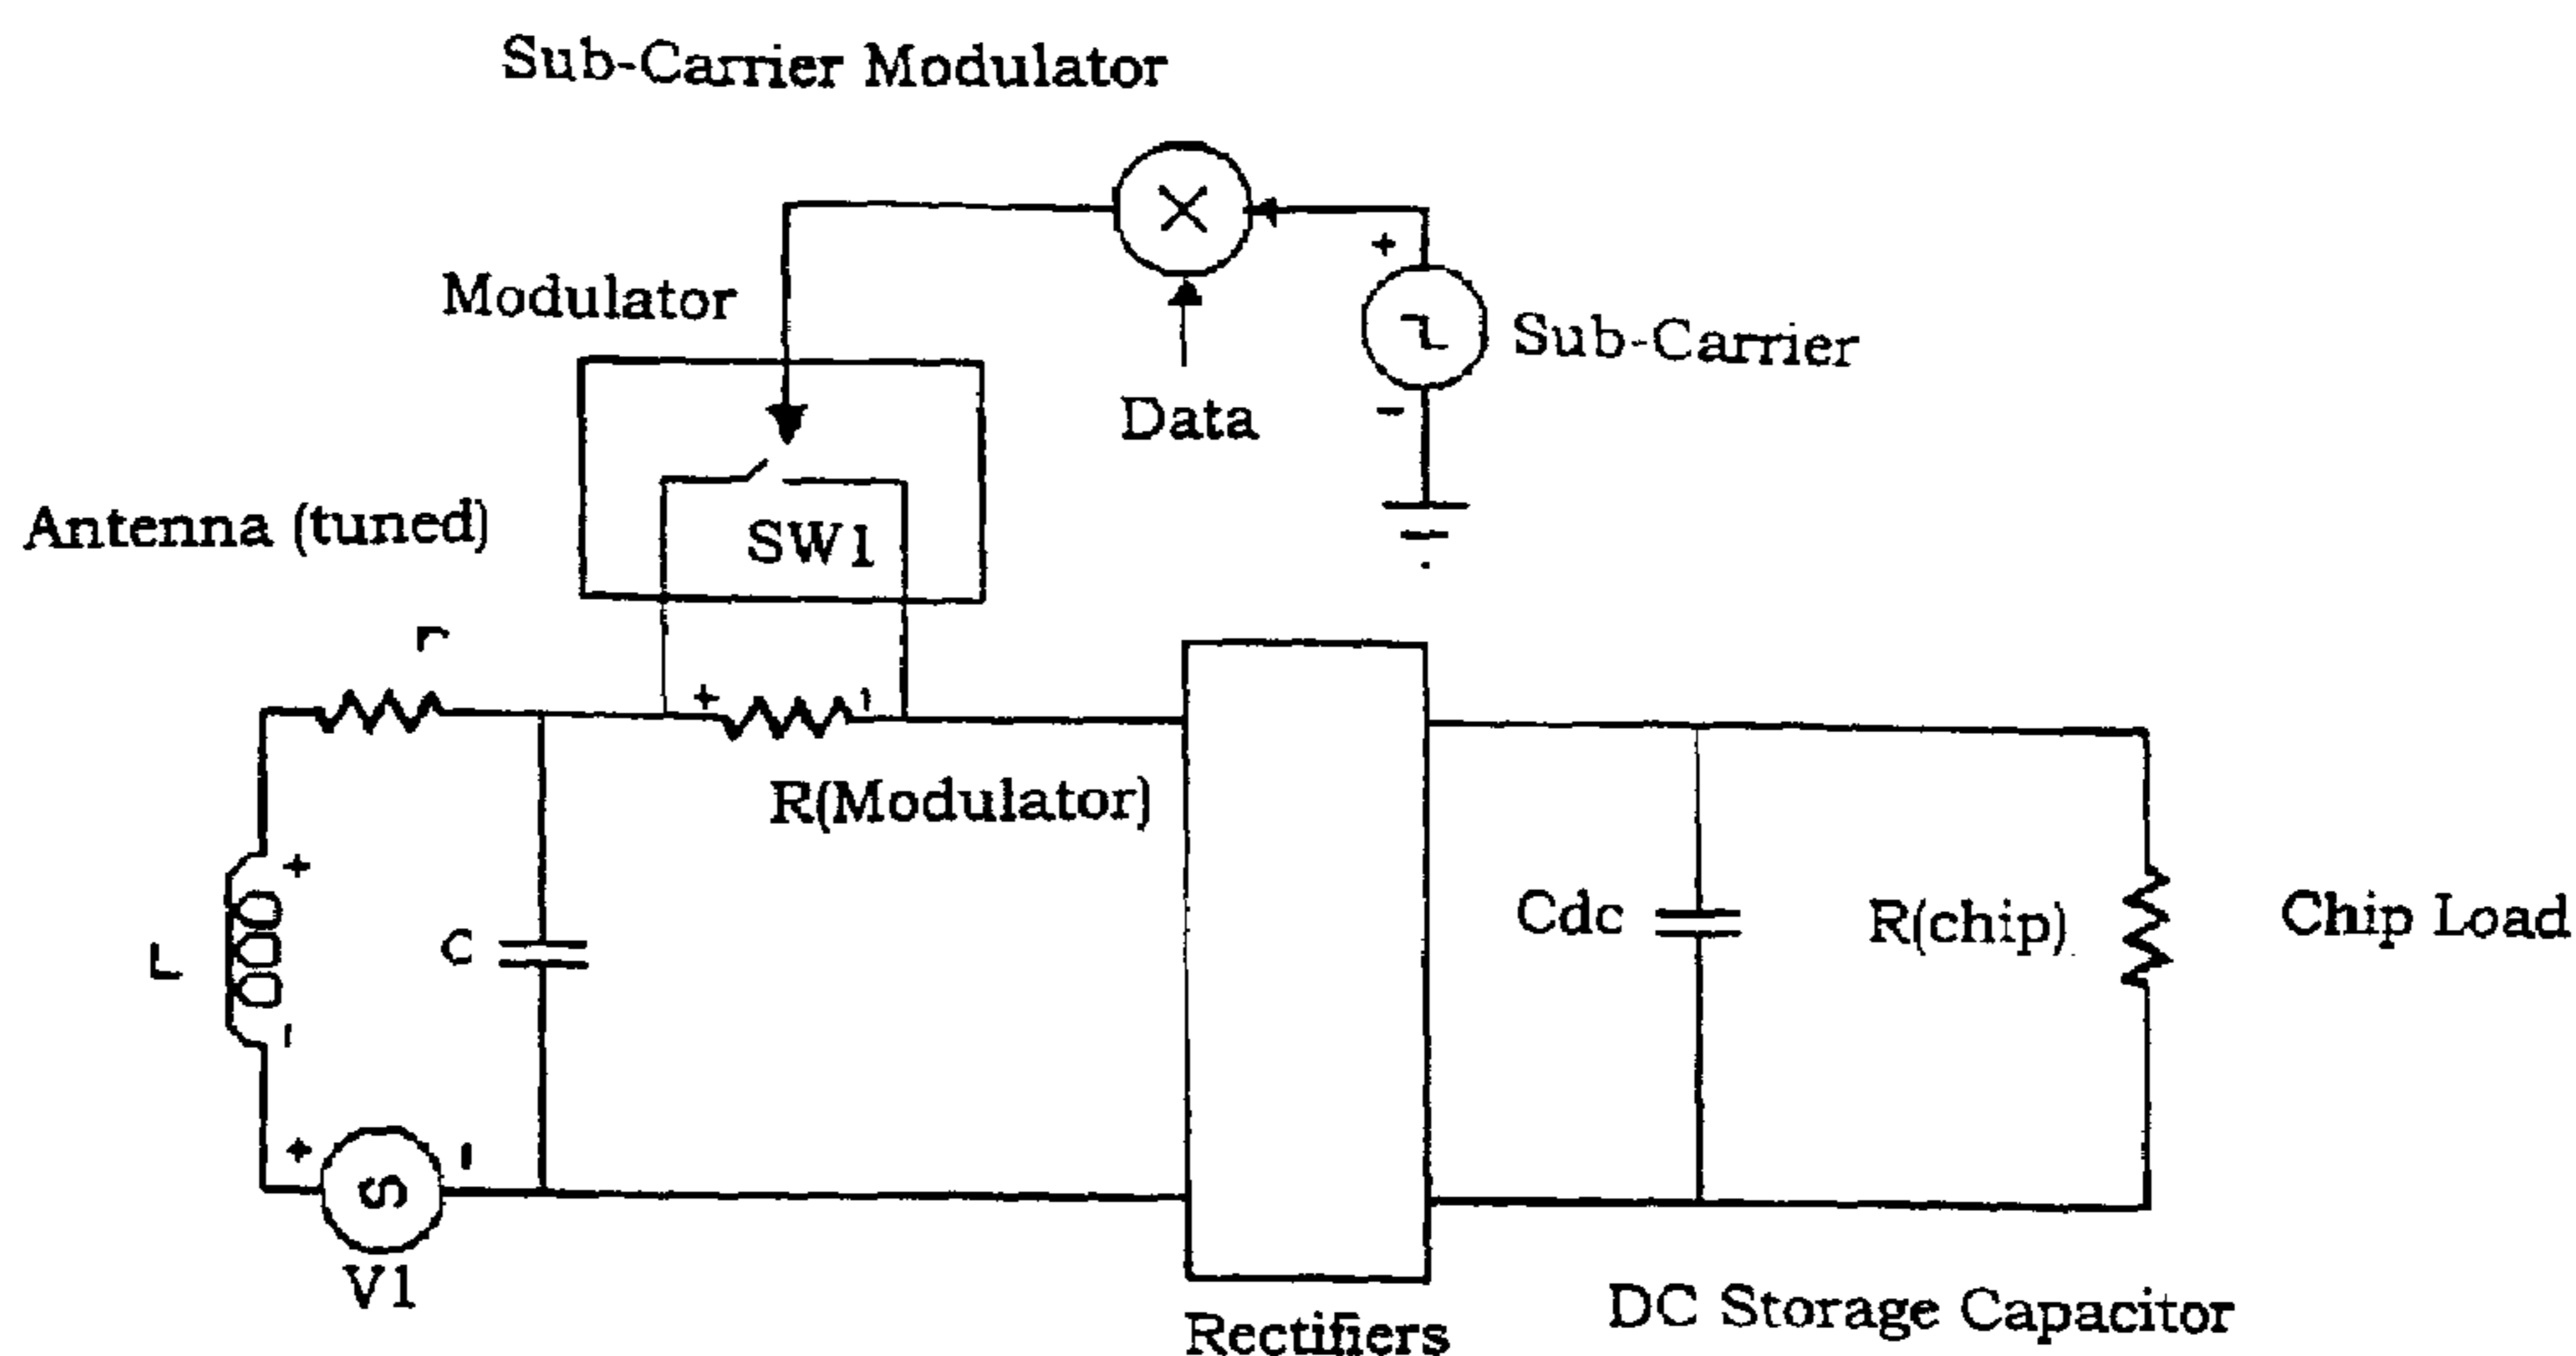 Sub-Carrier Modulator
Modulator
Sub-Carrier
Data
Antenna (tuned)
SW1
r
R(Modulator)
L
C
Cdc
R(chip)
Chip Load
V1
Rectifiers
DC Storage Capacitor